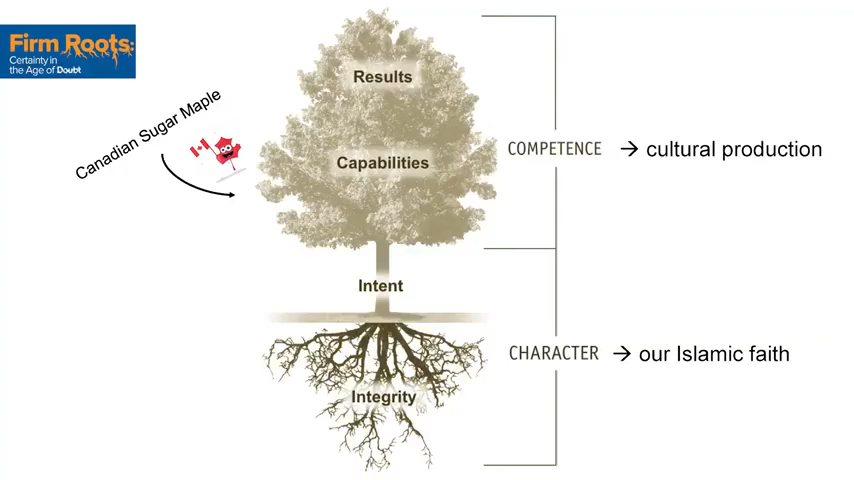 Firm Roots:
Certainty in
the Age of Doubt
Canadian Sugar Maple
Results
Capabilities
COMPETENCE → cultural production
Intent
CHARACTER → our Islamic faith
Integrity